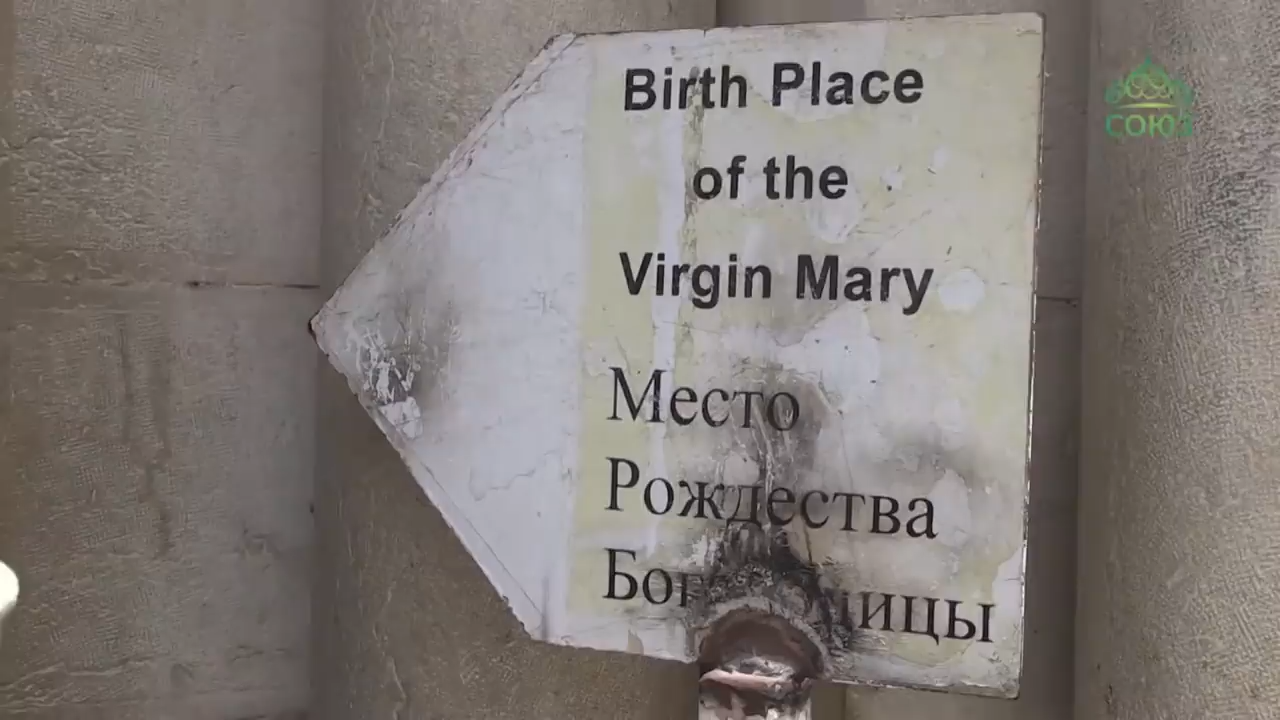 Birth Place
of the
Virgin Mary
Место
Рождества
СОЮЗ